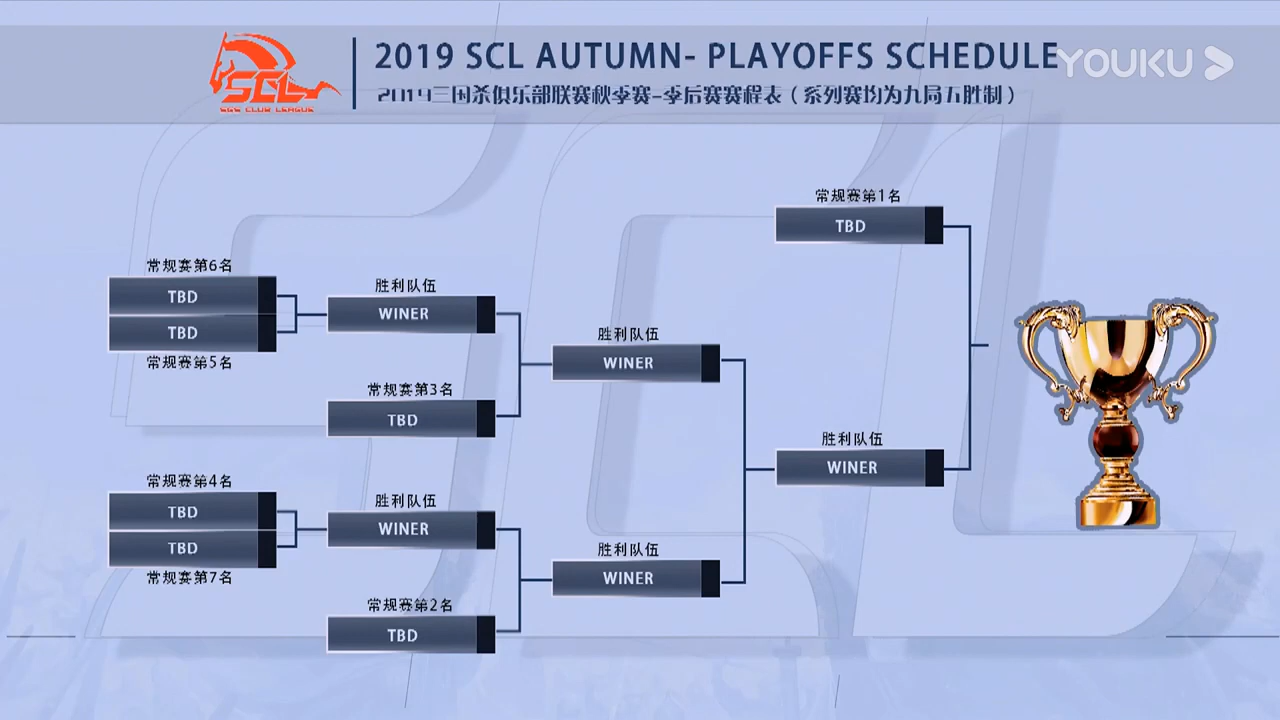 SCL
SGS CLUB LEAGUE
2019 SCL AUTUMN- PLAYOFFS SCHEDULE
YOUKU
2019三国杀俱乐部联赛秋季赛-季后赛赛程表（系列赛均为九局五胜制）
常规赛第1名
TBD
常规赛第6名
TBD
TBD
常规赛第5名
胜利队伍
WINER
常规赛第3名
TBD
胜利队伍
WINER
胜利队伍
WINER
常规赛第4名
TBD
TBD
常规赛第7名
胜利队伍
WINER
常规赛第2名
TBD
胜利队伍
WINER